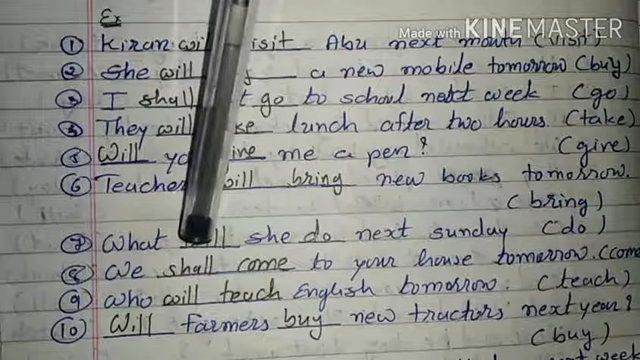 Ex
Made with KINEMASTER
① Kiran will visit Abu next month (visit)
② She will a new mobile tomorrow (buy)
③ I shall go to school next week (go)
④ They will lunch after two hours. (take)
⑤ Will me a pen? (give)
⑥ Teacher will bring new books tomorrow.
(bring)
⑦ What she do next sunday (do)
⑧ We shall come to your house tomorrow. (come
⑨ Who will teach English tomorrow. (teach)
⑩ Will farmers buy new tractors next year?
(buy)